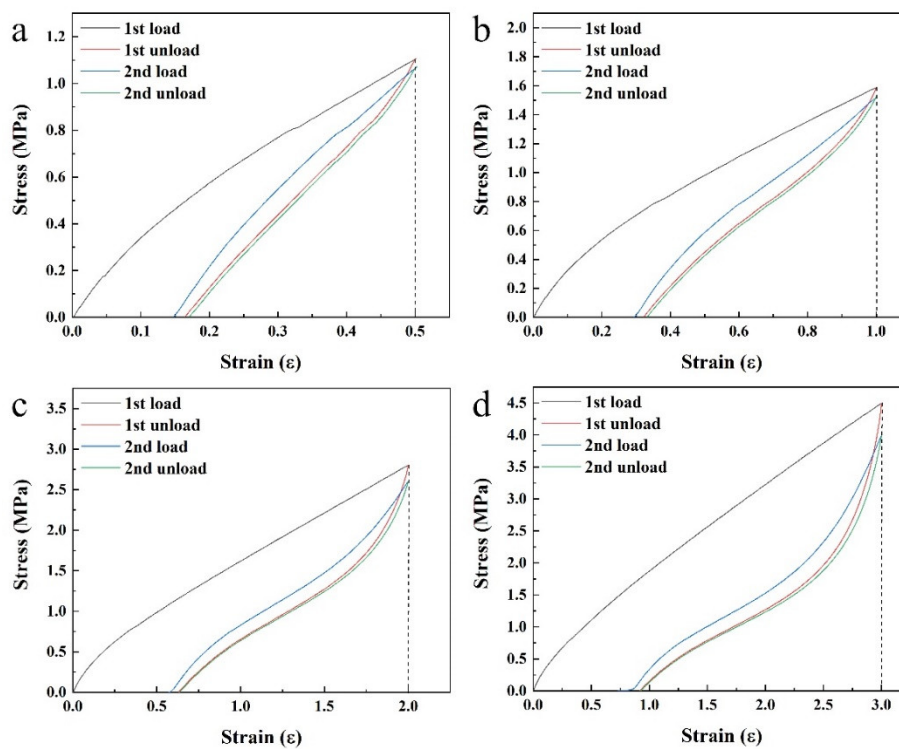 a
1st load
1st unload
2nd load
2nd unload
1.2
1.0
0.8
0.6
0.4
0.2
0.0
Stress (MPa)
0.0 0.1 0.2 0.3 0.4 0.5
Strain (ε)
b
1st load
1st unload
2nd load
2nd unload
2.0
1.8
1.6
1.4
1.2
1.0
0.8
0.6
0.4
0.2
0.0
Stress (MPa)
0.0 0.2 0.4 0.6 0.8 1.0
Strain (ε)
c
1st load
1st unload
2nd load
2nd unload
3.5
3.0
2.5
2.0
1.5
1.0
0.5
0.0
Stress (MPa)
0.0 0.5 1.0 1.5 2.0
Strain (ε)
d
1st load
1st unload
2nd load
2nd unload
4.5
4.0
3.5
3.0
2.5
2.0
1.5
1.0
0.5
0.0
Stress (MPa)
0.0 0.5 1.0 1.5 2.0 2.5 3.0
Strain (ε)